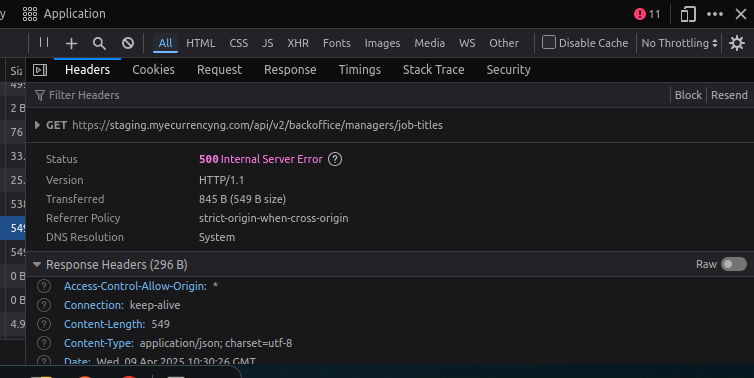 y Application 11
All HTML CSS JS XHR Fonts Images Media WS Other Disable Cache No Throttling
Headers Cookies Request Response Timings Stack Trace Security
Filter Headers Block Resend
2 B
GET https://staging.myecurrencyng.com/api/v2/backoffice/managers/job-titles
76
33.
Status 500 Internal Server Error ?
25. Version HTTP/1.1
538 Transferred 845 B (549 B size)
Referrer Policy strict-origin-when-cross-origin
DNS Resolution System
549
Response Headers (296 B) Raw
0 B ? Access-Control-Allow-Origin: *
0 B ? Connection: keep-alive
4.9 ? Content-Length: 549
? Content-Type: application/json; charset=utf-8
? Date: Wed, 09 Apr 2025 10:30:26 GMT